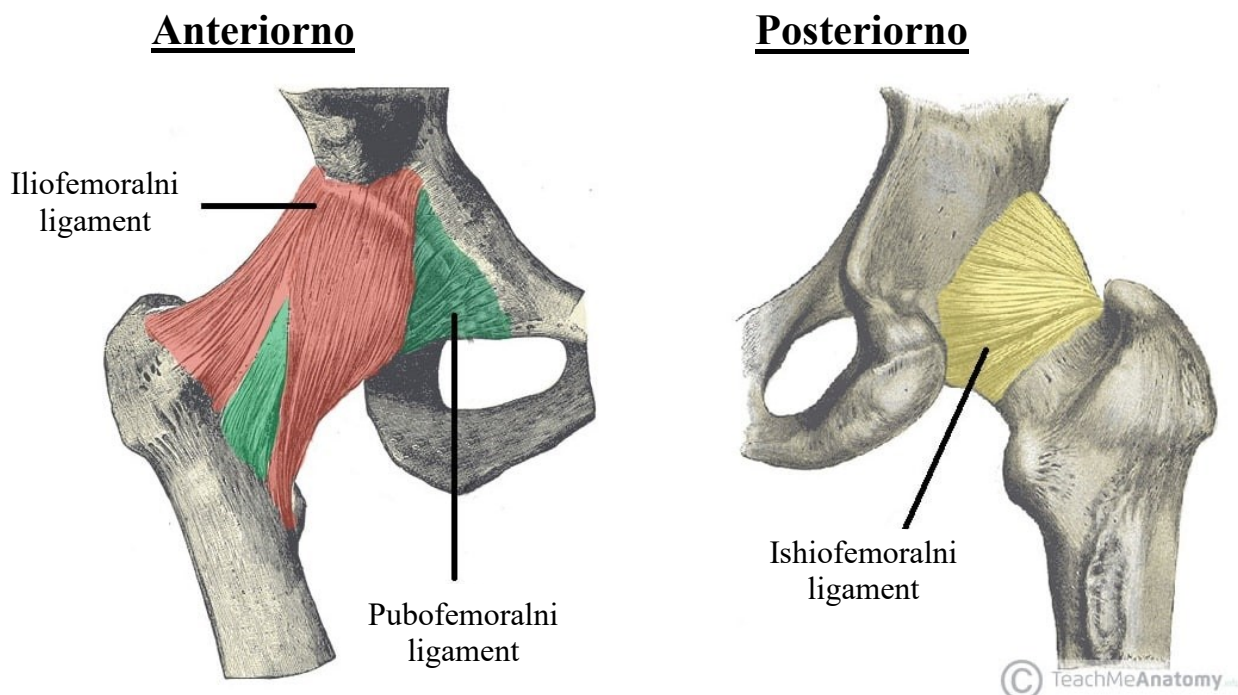 Anteriorno
Posteriorno
Iliofemoralni
ligament
Pubofemoralni
ligament
Ishiofemoralni
ligament
© TeachMeAnatomy